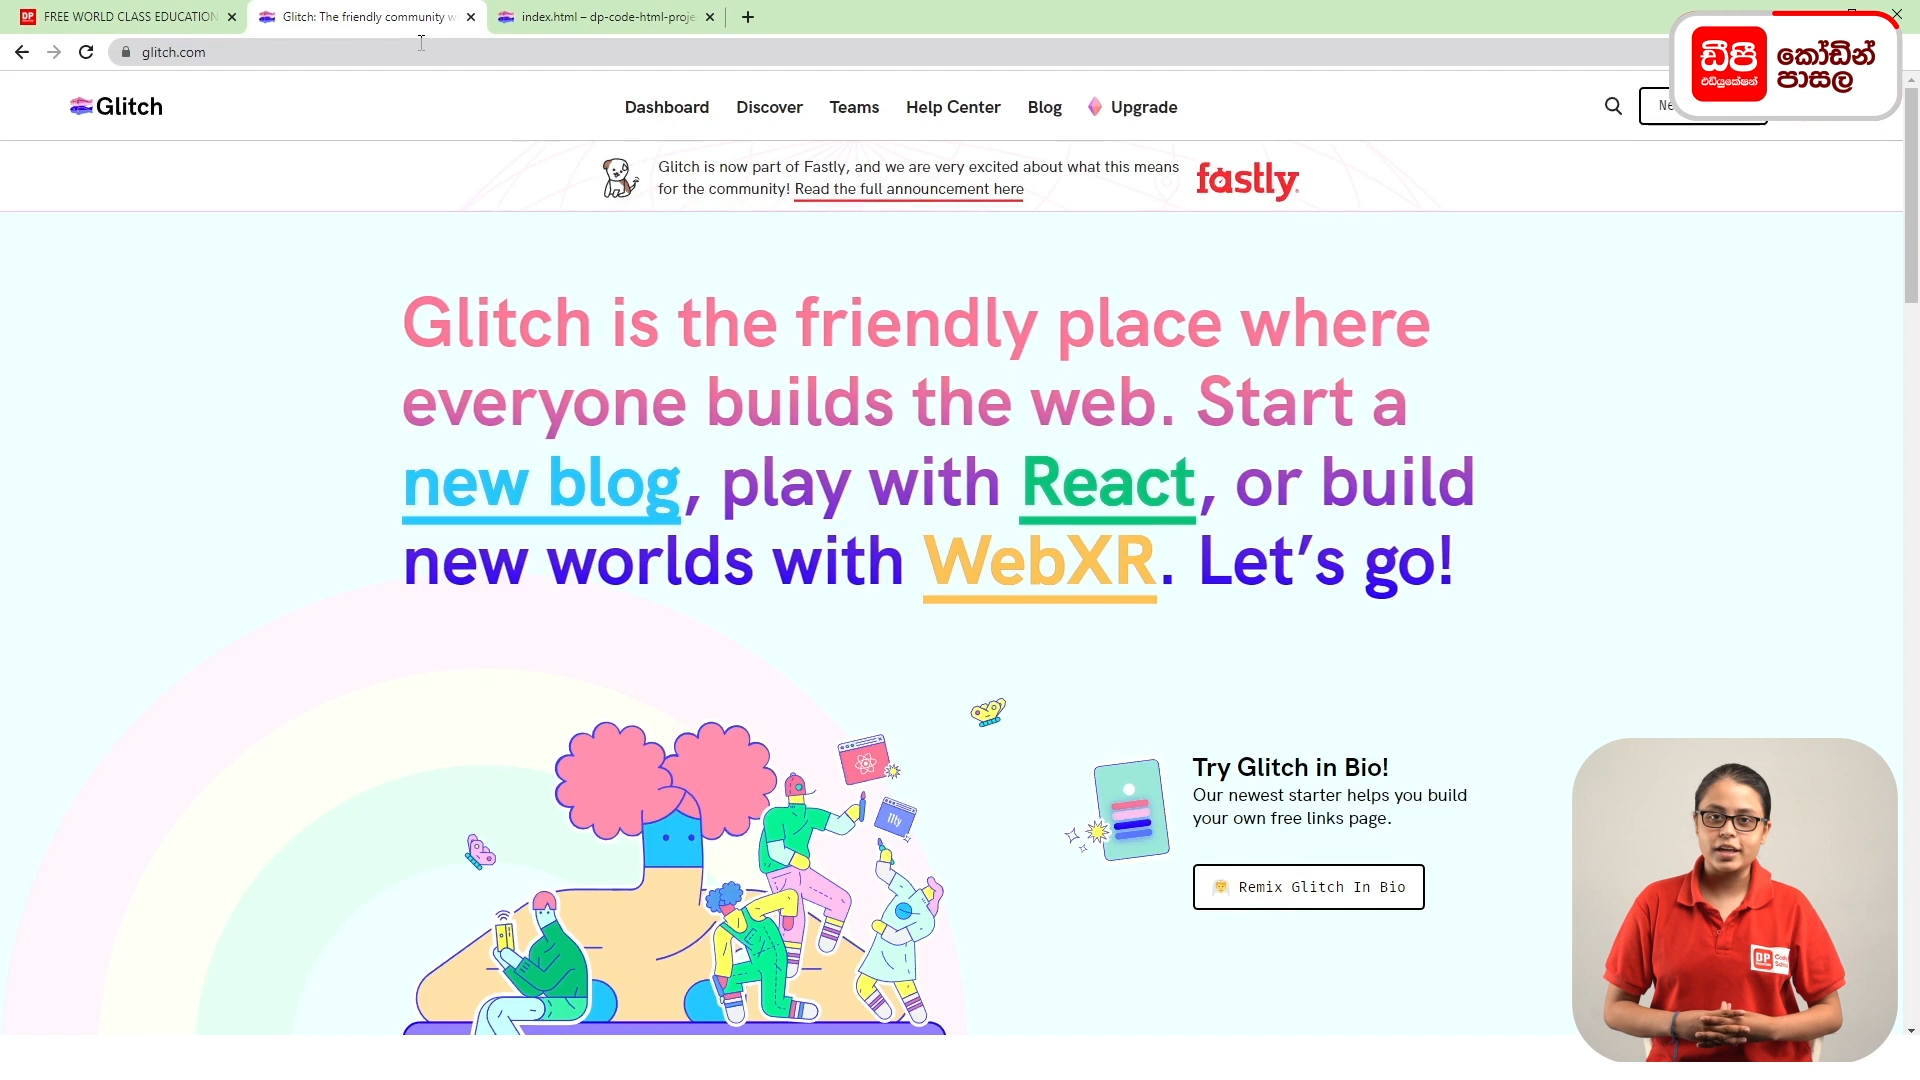 FREE WORLD CLASS EDUCATION
Glitch: The friendly community w
index.html – dp-code-html-proje
glitch.com
ඩීපී
එඩියුකේෂන්
කෝඩින්
පාසල
Glitch
Dashboard
Discover
Teams
Help Center
Blog
Upgrade
Glitch is now part of Fastly, and we are very excited about what this means
for the community! Read the full announcement here
fastly
Glitch is the friendly place where
everyone builds the web. Start a
new blog, play with React, or build
new worlds with WebXR. Let’s go!
11ty
Try Glitch in Bio!
Our newest starter helps you build
your own free links page.
Remix Glitch In Bio
DP